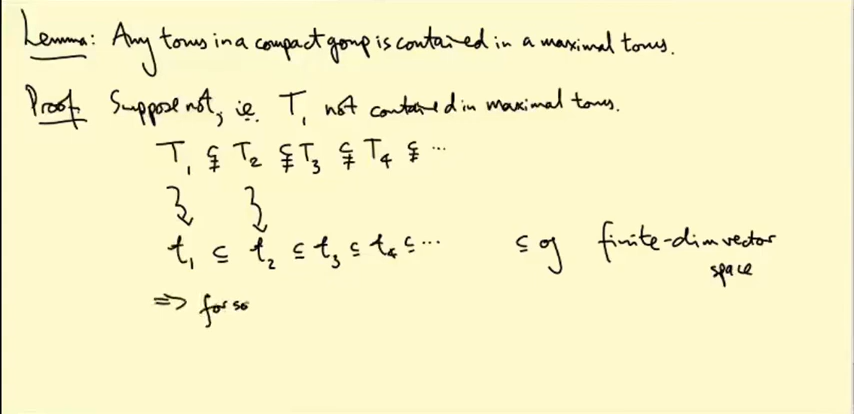 Lemma: Any torus in a compact group is contained in a maximal torus.
Proof. Suppose not, i.e. T₁ not contained in maximal torus.
T₁ ⊊ T₂ ⊊ T₃ ⊊ T₄ ⊊ ...
t₁ ⊆ t₂ ⊆ t₃ ⊆ t₄ ⊆ ... ⊆ g finite-dim vector
space
⇒ for so